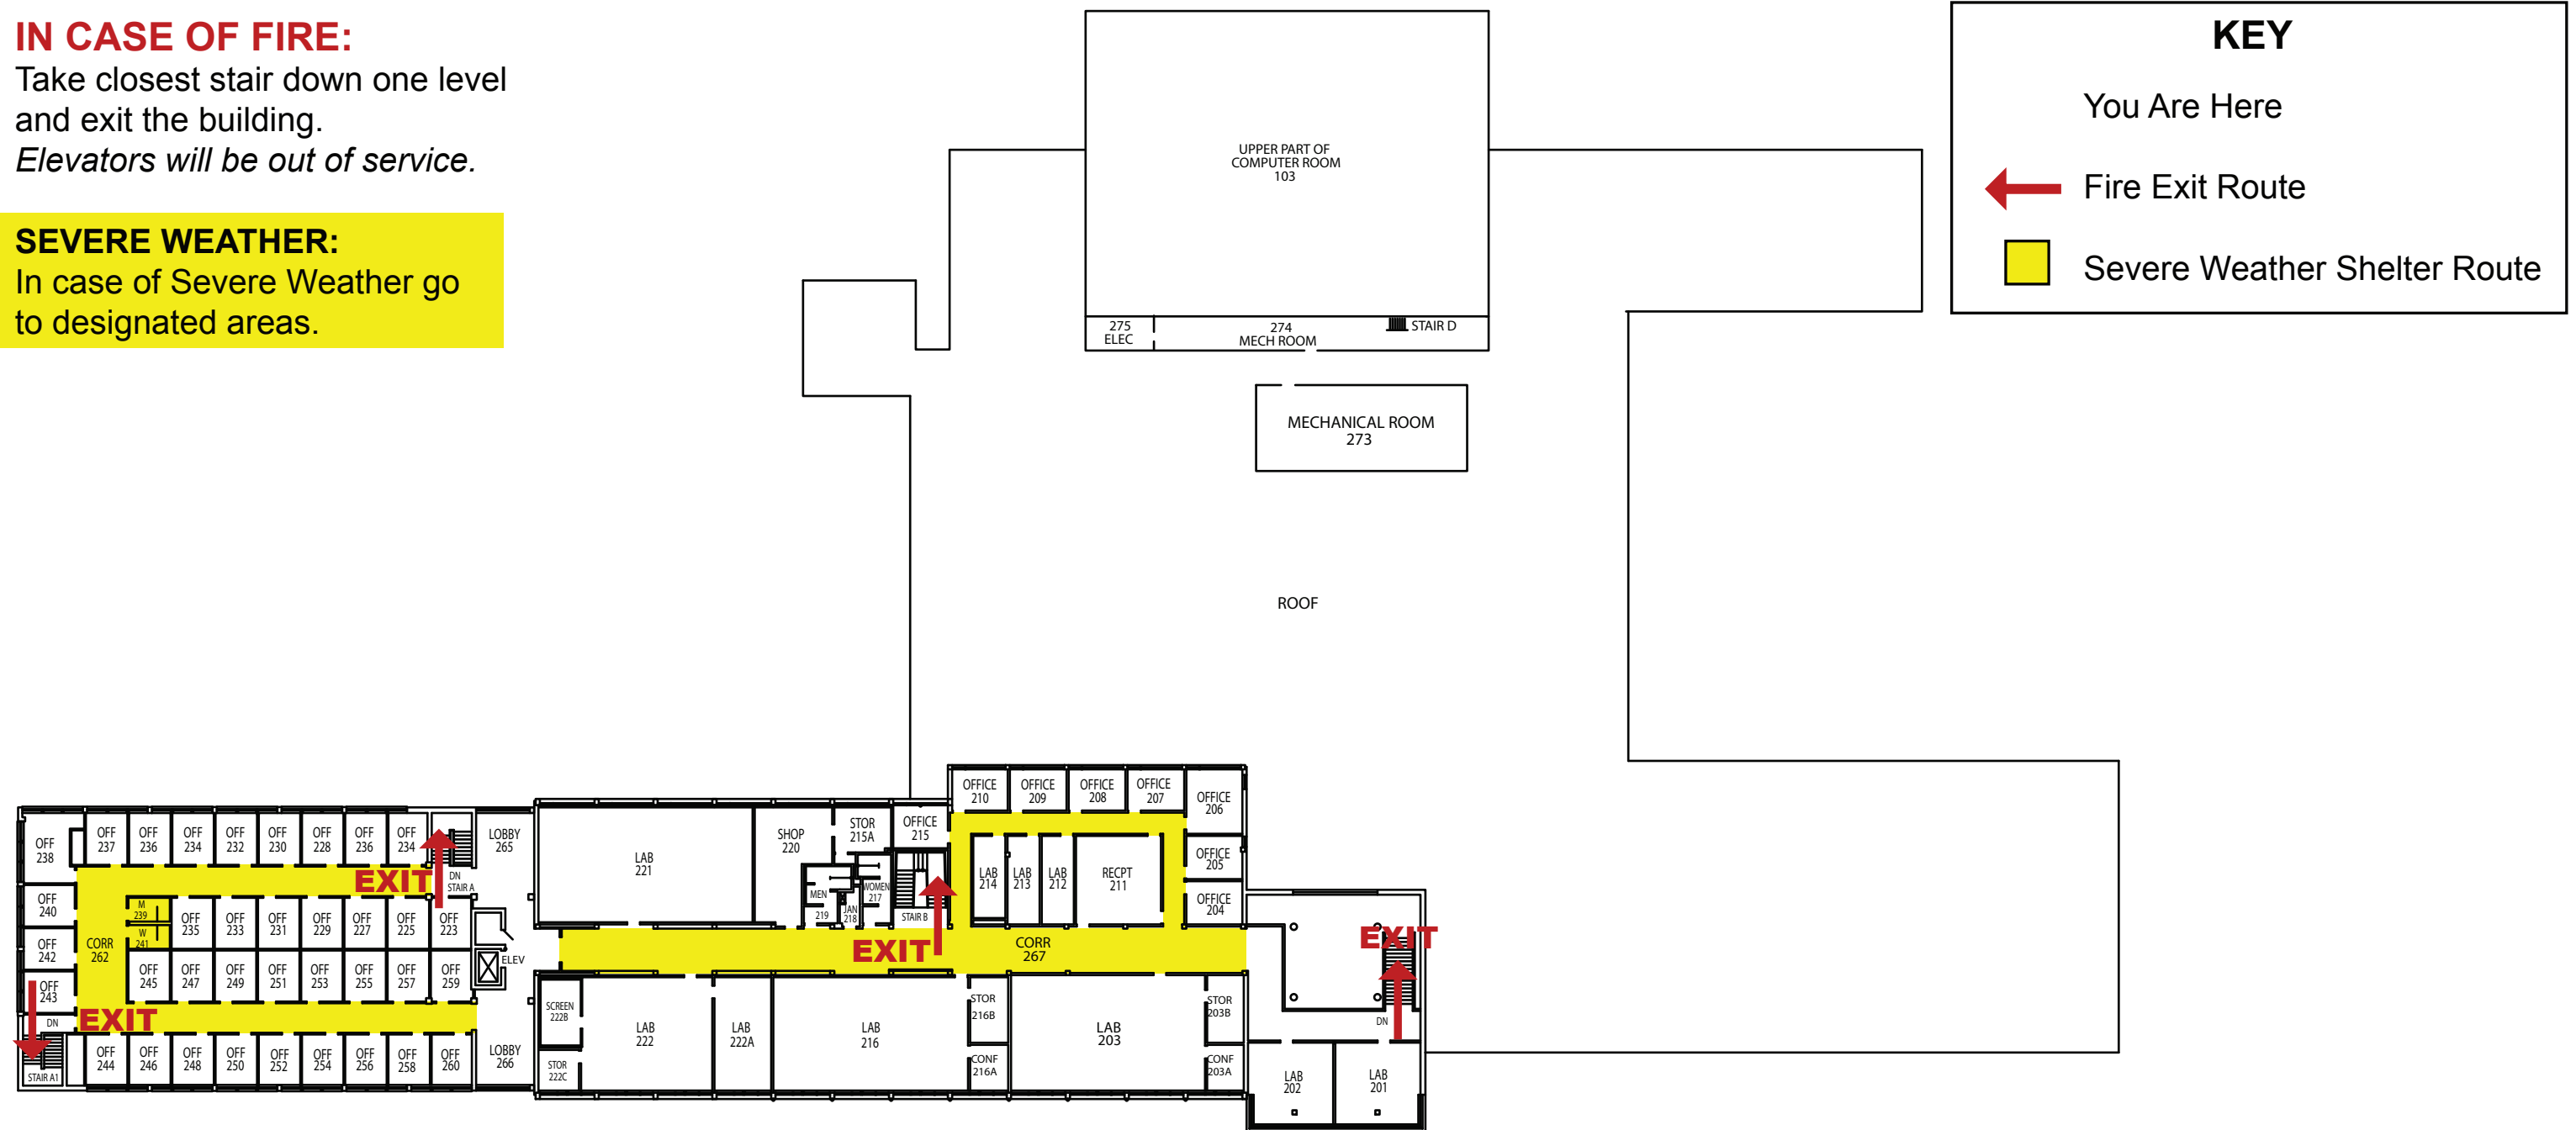 IN CASE OF FIRE:
Take closest stair down one level
and exit the building.
Elevators will be out of service.
SEVERE WEATHER:
In case of Severe Weather go
to designated areas.
KEY
You Are Here
Fire Exit Route
Severe Weather Shelter Route
UPPER PART OF
COMPUTER ROOM
103
275
ELEC
274
MECH ROOM
STAIR D
MECHANICAL ROOM
273
ROOF
OFFICE
210
OFFICE
209
OFFICE
208
OFFICE
207
OFFICE
206
OFFICE
205
OFFICE
204
LAB
214
LAB
213
LAB
212
RECPT
211
OFF
238
OFF
237
OFF
236
OFF
234
OFF
232
OFF
230
OFF
228
OFF
236
OFF
234
DN
STAIR A
EXIT
LOBBY
265
LAB
221
SHOP
220
STOR
215A
OFFICE
215
MEN
219
JAN
218
WOMEN
217
STAIR B
EXIT
CORR
267
EXIT
DN
OFF
240
OFF
242
OFF
243
DN
CORR
262
M
239
W
241
OFF
235
OFF
233
OFF
231
OFF
229
OFF
227
OFF
225
OFF
223
OFF
245
OFF
247
OFF
249
OFF
251
OFF
253
OFF
255
OFF
257
OFF
259
ELEV
EXIT
STAIR A1
OFF
244
OFF
246
OFF
248
OFF
250
OFF
252
OFF
254
OFF
256
OFF
258
OFF
260
LOBBY
266
SCREEN
222B
STOR
222C
LAB
222
LAB
222A
LAB
216
STOR
216B
CONF
216A
LAB
203
STOR
203B
CONF
203A
LAB
202
LAB
201